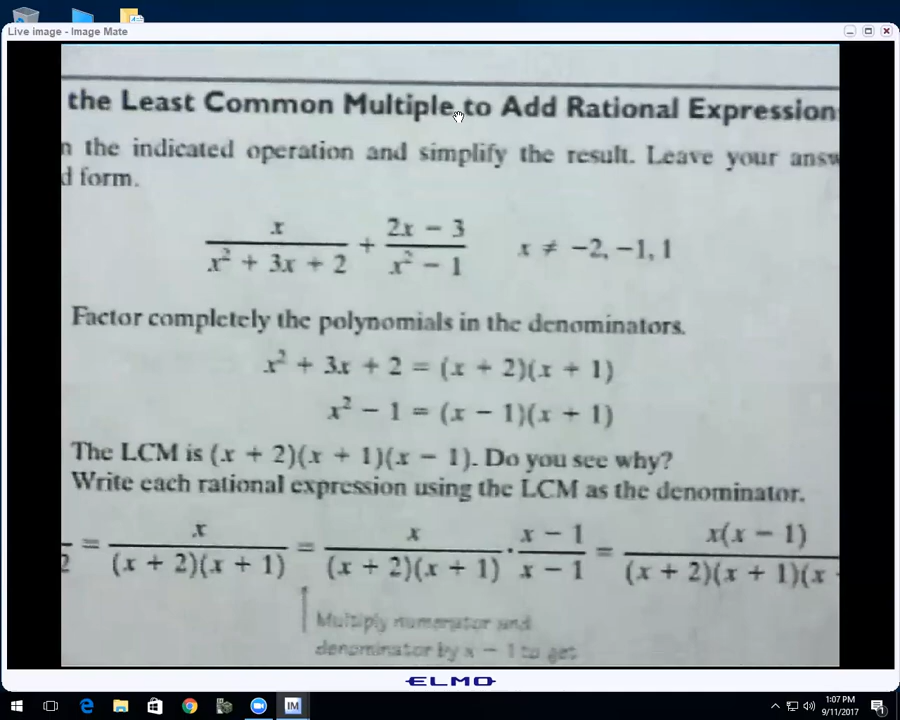 Live image - Image Mate
the Least Common Multiple to Add Rational Expression
n the indicated operation and simplify the result. Leave your answ
d form.
x / (x² + 3x + 2) + (2x − 3) / (x² − 1)    x ≠ −2, −1, 1
Factor completely the polynomials in the denominators.
x² + 3x + 2 = (x + 2)(x + 1)
x² − 1 = (x − 1)(x + 1)
The LCM is (x + 2)(x + 1)(x − 1). Do you see why?
Write each rational expression using the LCM as the denominator.
2 = x / ((x + 2)(x + 1)) = x / ((x + 2)(x + 1)) · (x − 1) / (x − 1) = x(x − 1) / ((x + 2)(x + 1)(x
Multiply numerator and
denominator by x − 1 to get
ELMO
IM
1:07 PM
9/11/2017